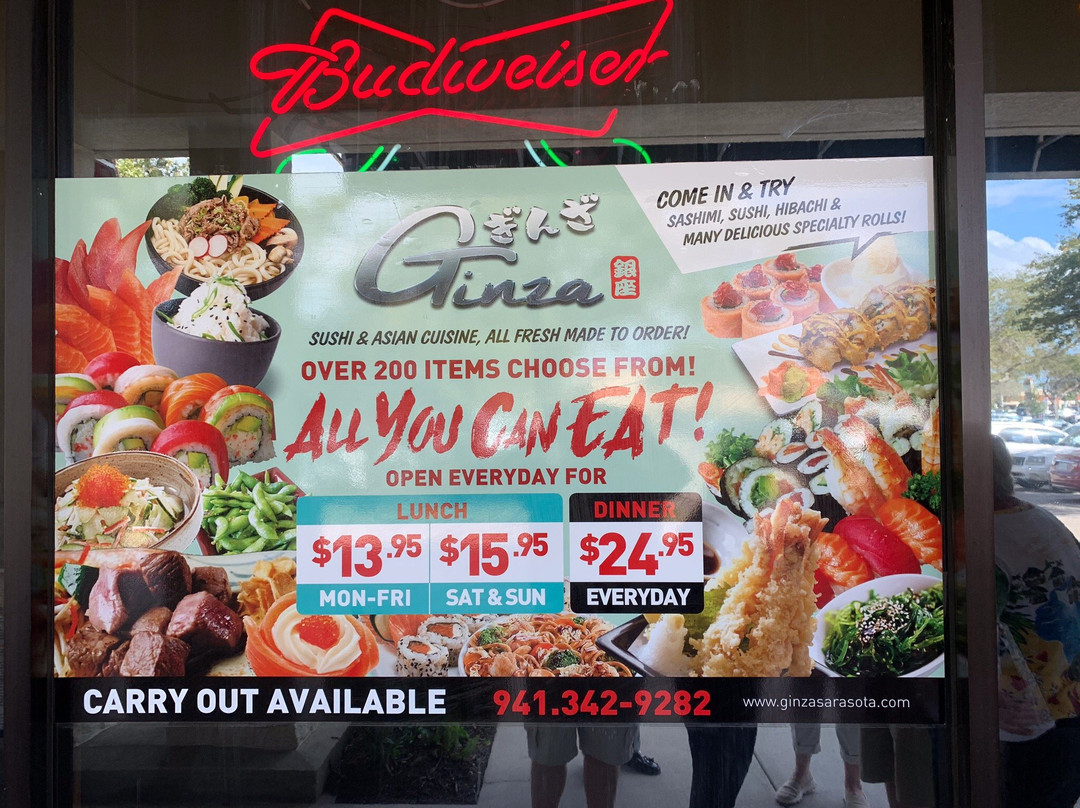 Budweiser
COME IN & TRY
SASHIMI, SUSHI, HIBACHI &
MANY DELICIOUS SPECIALTY ROLLS!
ぎんざ
Ginza
銀座
SUSHI & ASIAN CUISINE, ALL FRESH MADE TO ORDER!
OVER 200 ITEMS CHOOSE FROM!
ALL YOU CAN EAT!
OPEN EVERYDAY FOR
LUNCH
$13.95 $15.95
MON-FRI SAT & SUN
DINNER
$24.95
EVERYDAY
CARRY OUT AVAILABLE 941.342-9282 www.ginzasarasota.com